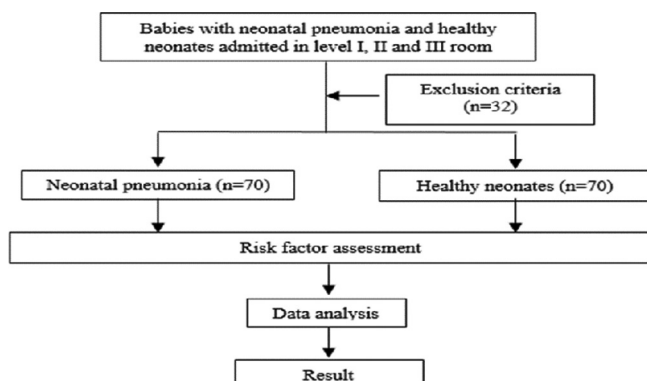 Babies with neonatal pneumonia and healthy
neonates admitted in level I, II and III room
Exclusion criteria
(n=32)
Neonatal pneumonia (n=70)
Healthy neonates (n=70)
Risk factor assessment
Data analysis
Result